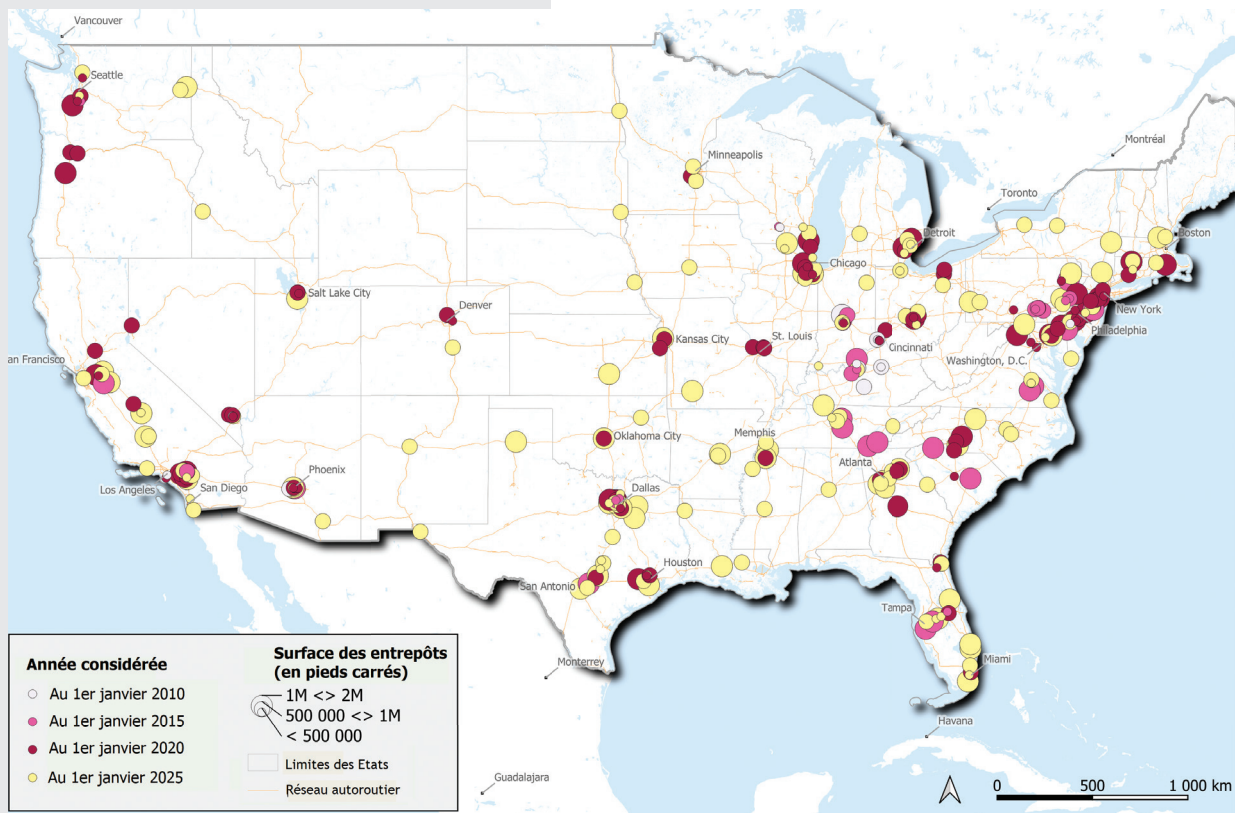 Vancouver
Seattle
Minneapolis
Montréal
Toronto
Boston
Detroit
Chicago
Salt Lake City
Denver
New York
Philadelphia
an Francisco
Kansas City
St. Louis
Cincinnati
Washington, D.C.
Oklahoma City
Memphis
Phoenix
Atlanta
Los Angeles
San Diego
Dallas
Houston
San Antonio
Tampa
Miami
Monterrey
Havana
Guadalajara
Année considérée
Au 1er janvier 2010
Au 1er janvier 2015
Au 1er janvier 2020
Au 1er janvier 2025
Surface des entrepôts
(en pieds carrés)
1M <> 2M
500 000 <> 1M
< 500 000
Limites des Etats
Réseau autoroutier
0 500 1 000 km